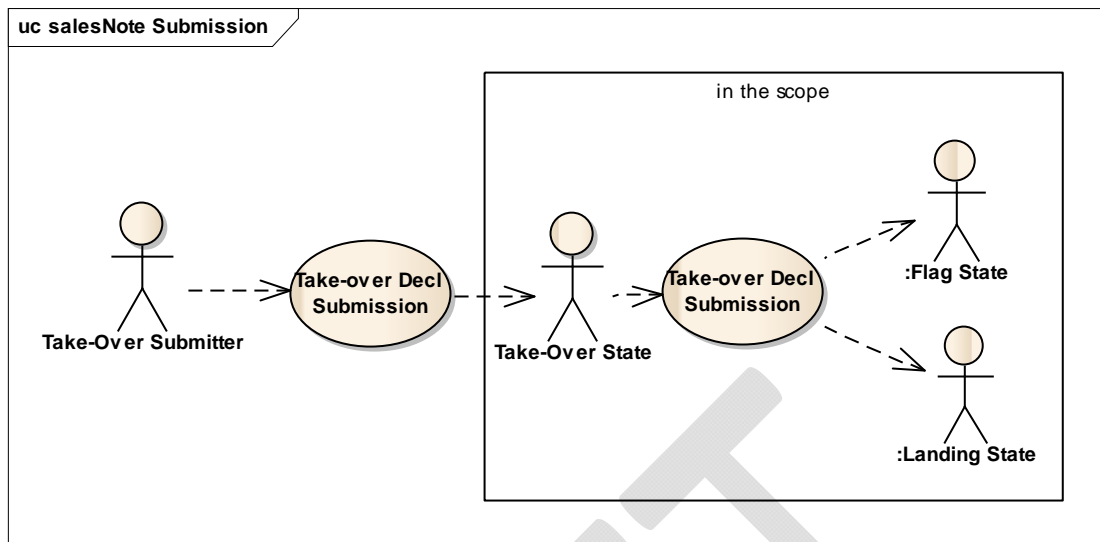 uc salesNote Submission
in the scope
Take-Over Submitter
Take-over Decl
Submission
Take-Over State
Take-over Decl
Submission
:Flag State
:Landing State